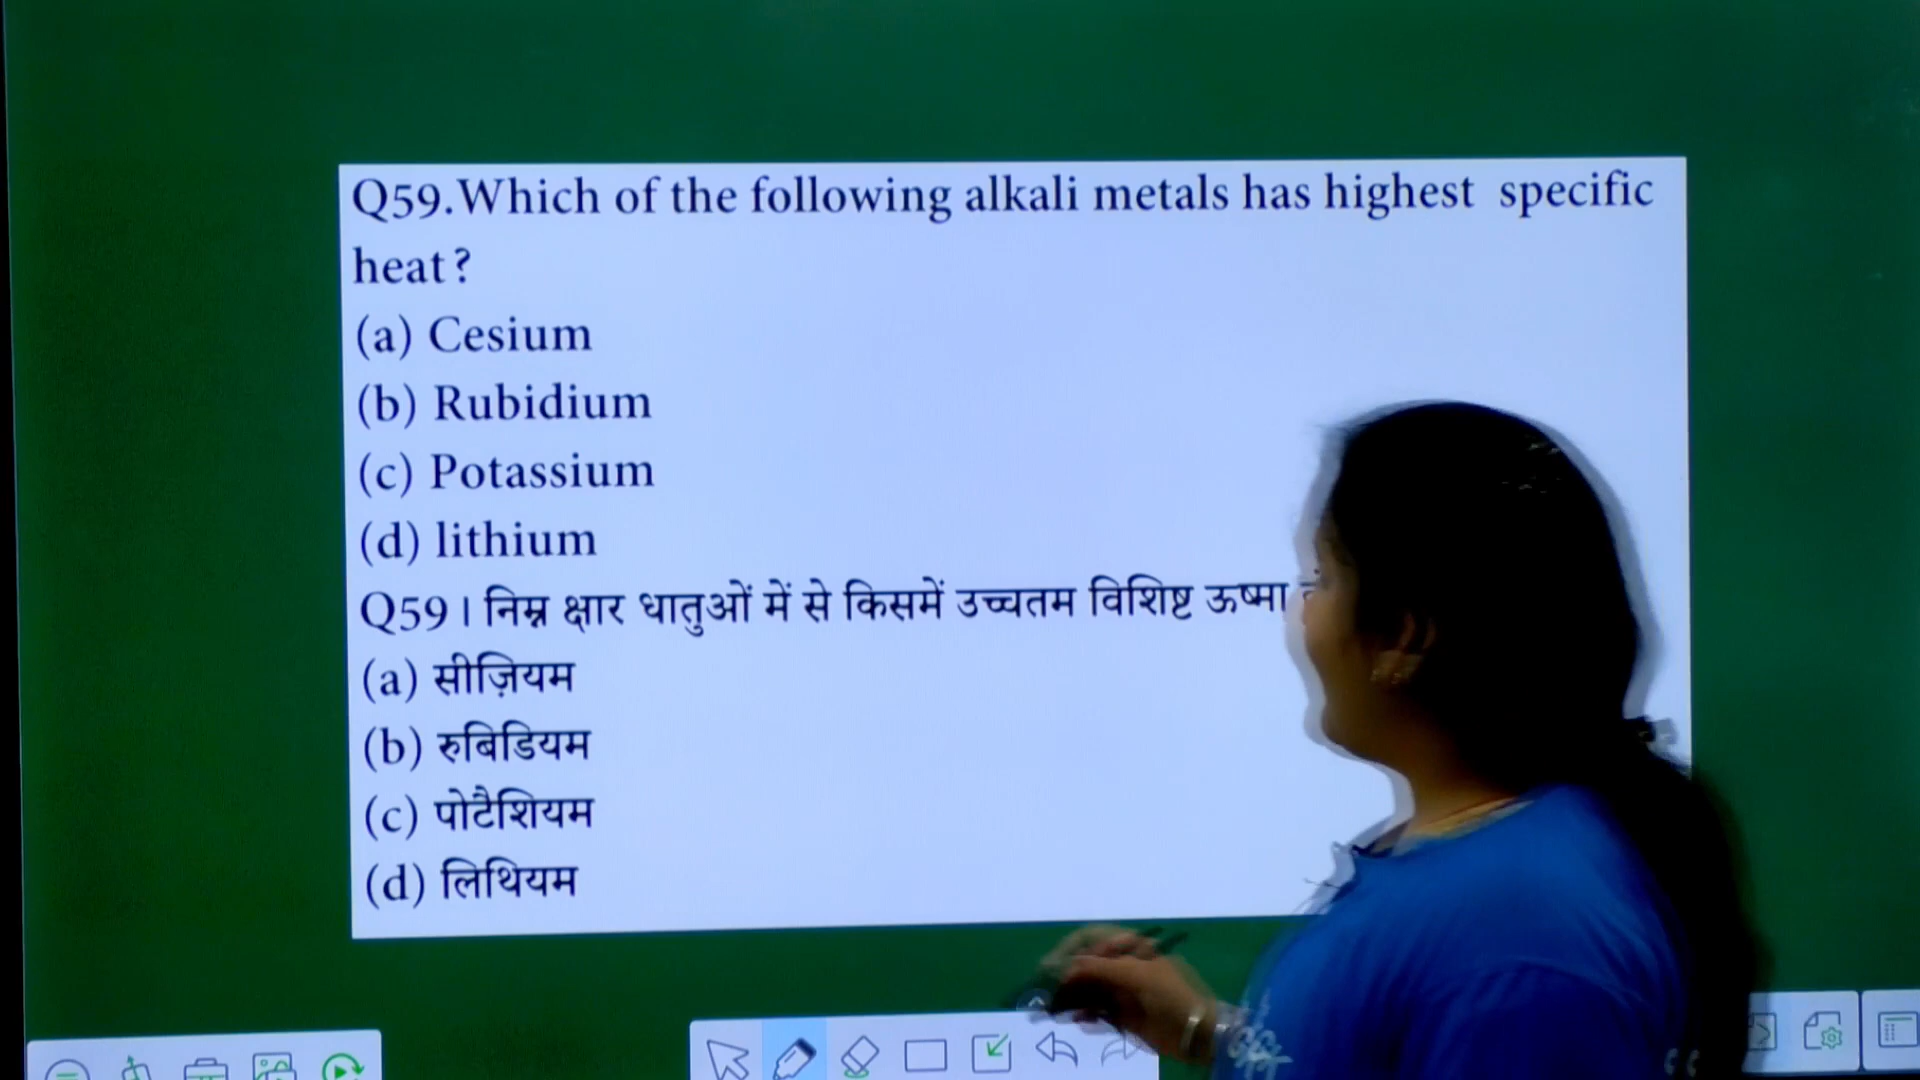 Q59.Which of the following alkali metals has highest specific
heat?
(a) Cesium
(b) Rubidium
(c) Potassium
(d) lithium
Q59। निम्न क्षार धातुओं में से किसमें उच्चतम विशिष्ट ऊष्मा
(a) सीज़ियम
(b) रुबिडियम
(c) पोटैशियम
(d) लिथियम